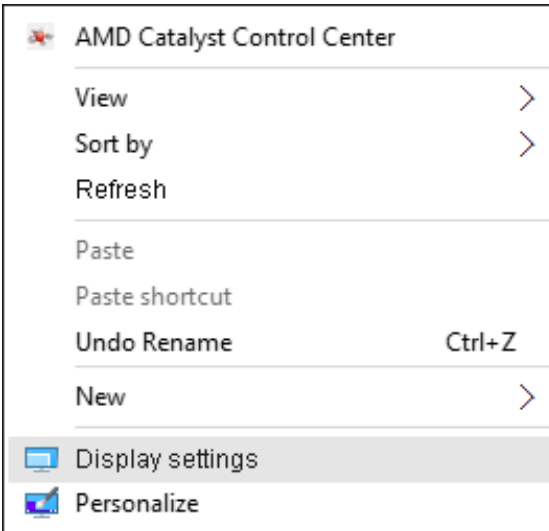 AMD Catalyst Control Center
View
Sort by
Refresh
Paste
Paste shortcut
Undo Rename Ctrl+Z
New
Display settings
Personalize